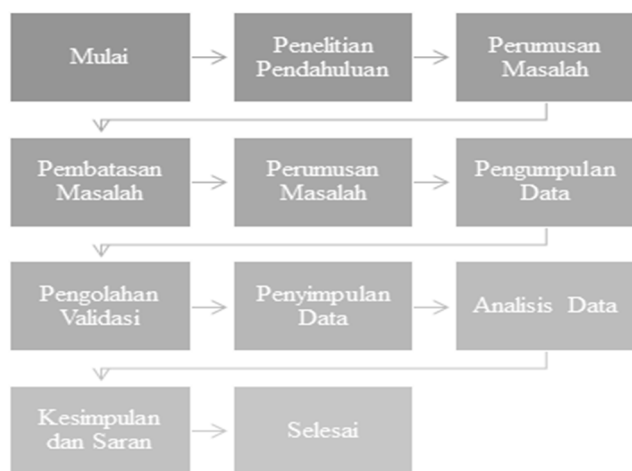 Mulai
Penelitian
Pendahuluan
Perumusan
Masalah
Pembatasan
Masalah
Perumusan
Masalah
Pengumpulan
Data
Pengolahan
Validasi
Penyimpulan
Data
Analisis Data
Kesimpulan
dan Saran
Selesai